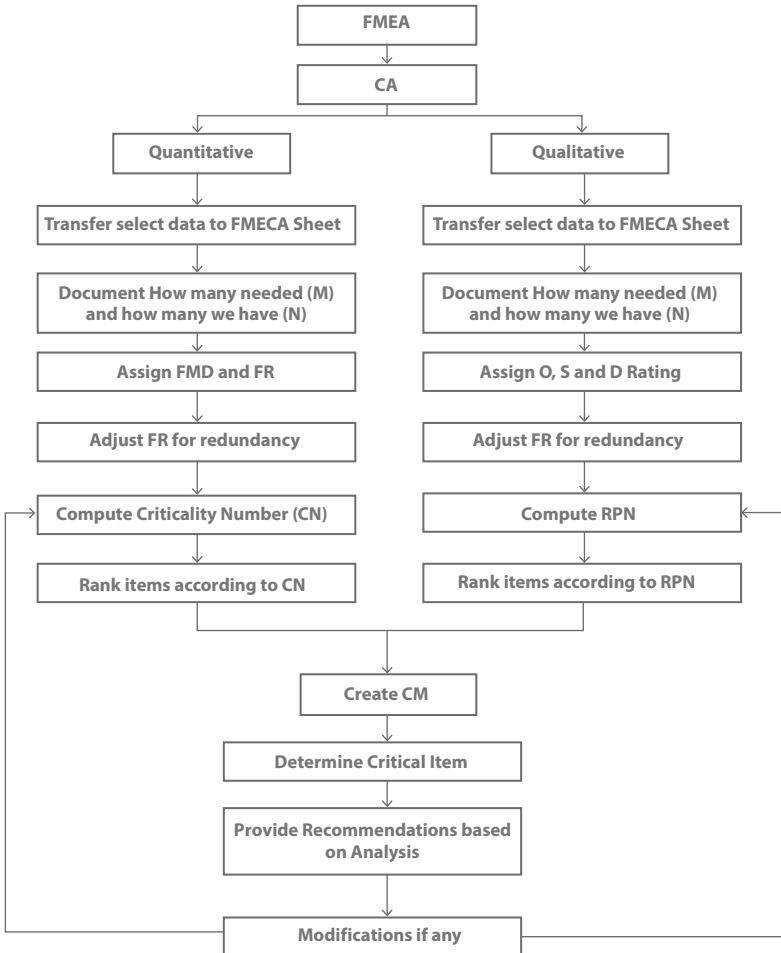 FMEA
CA
Quantitative
Qualitative
Transfer select data to FMECA Sheet
Transfer select data to FMECA Sheet
Document How many needed (M)
and how many we have (N)
Document How many needed (M)
and how many we have (N)
Assign FMD and FR
Assign O, S and D Rating
Adjust FR for redundancy
Adjust FR for redundancy
Compute Criticality Number (CN)
Compute RPN
Rank items according to CN
Rank items according to RPN
Create CM
Determine Critical Item
Provide Recommendations based
on Analysis
Modifications if any